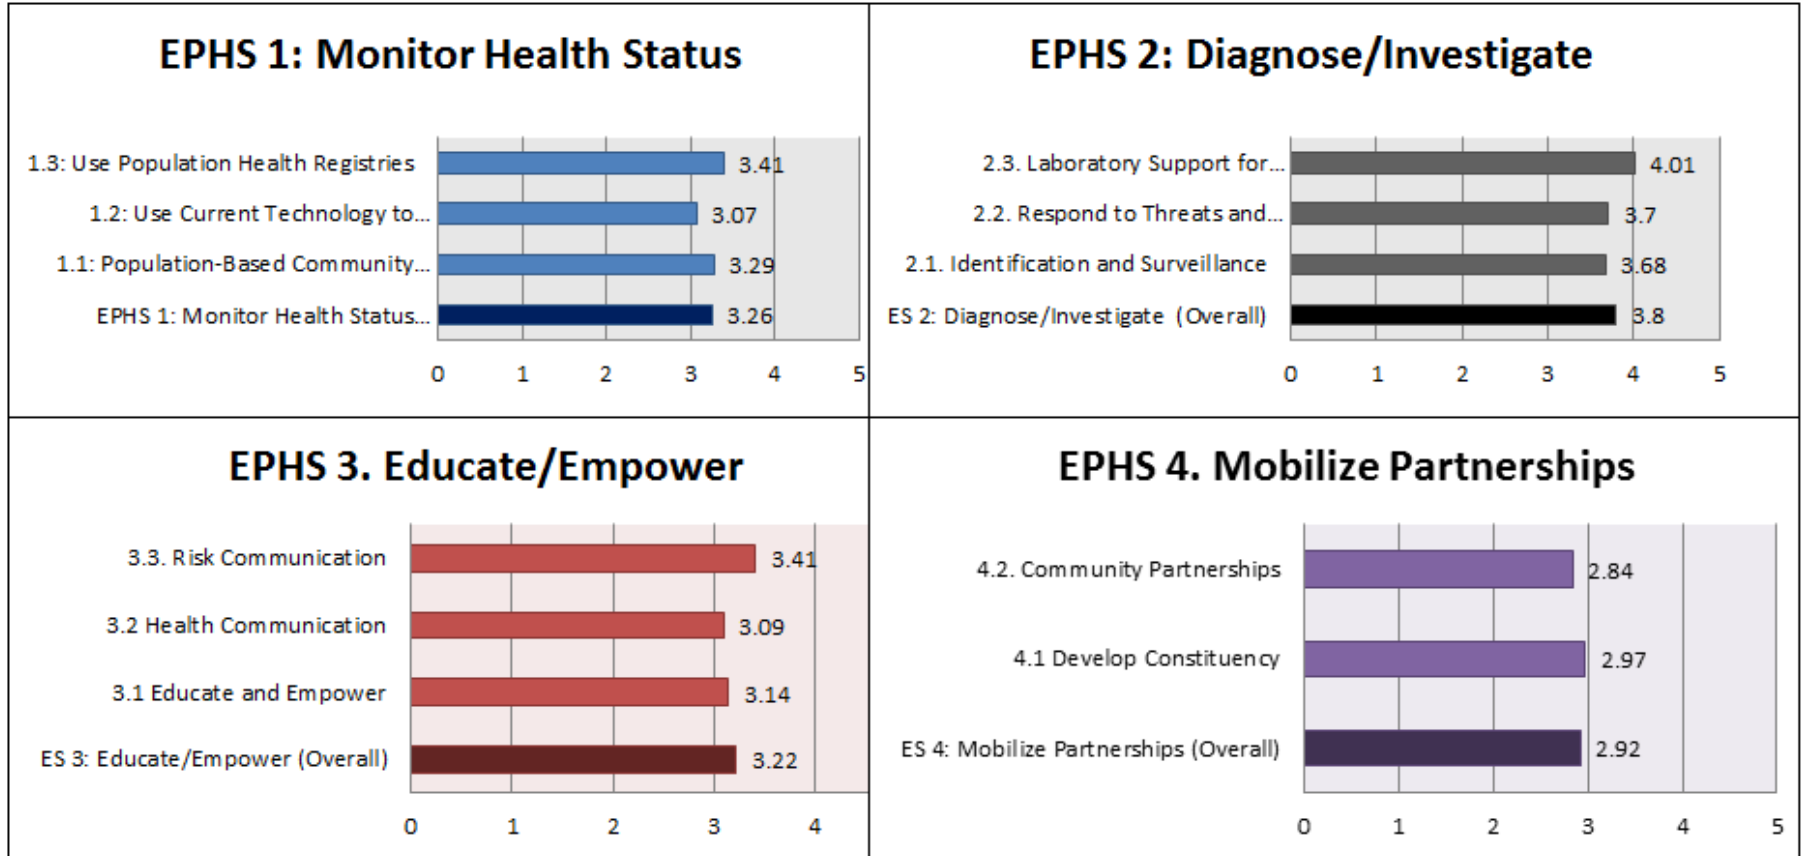 EPHS 1: Monitor Health Status
1.3: Use Population Health Registries 3.41
1.2: Use Current Technology to... 3.07
1.1: Population-Based Community... 3.29
EPHS 1: Monitor Health Status... 3.26
0 1 2 3 4 5
EPHS 2: Diagnose/Investigate
2.3. Laboratory Support for... 4.01
2.2. Respond to Threats and... 3.7
2.1. Identification and Surveillance 3.68
ES 2: Diagnose/Investigate (Overall) 3.8
0 1 2 3 4 5
EPHS 3. Educate/Empower
3.3. Risk Communication 3.41
3.2 Health Communication 3.09
3.1 Educate and Empower 3.14
ES 3: Educate/Empower (Overall) 3.22
0 1 2 3 4
EPHS 4. Mobilize Partnerships
4.2. Community Partnerships 2.84
4.1 Develop Constituency 2.97
ES 4: Mobilize Partnerships (Overall) 2.92
0 1 2 3 4 5